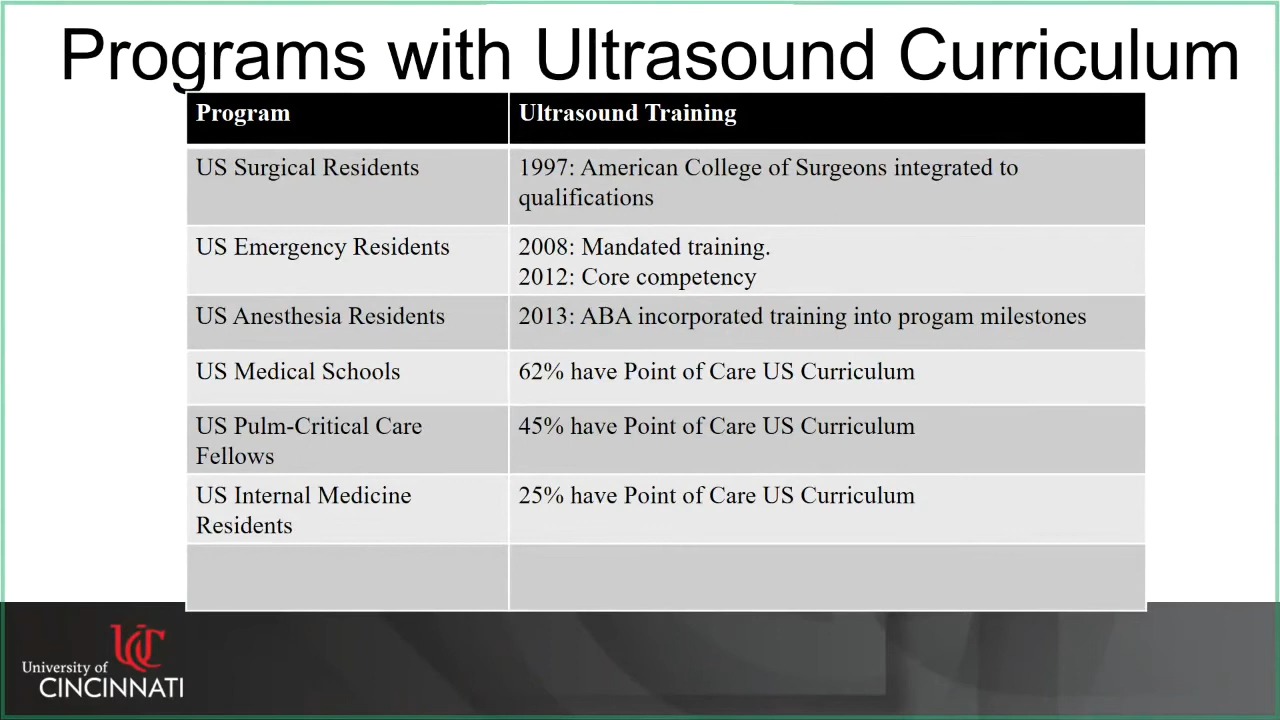 Programs with Ultrasound Curriculum
Program
Ultrasound Training
US Surgical Residents
1997: American College of Surgeons integrated to
qualifications
US Emergency Residents
2008: Mandated training.
2012: Core competency
US Anesthesia Residents
2013: ABA incorporated training into progam milestones
US Medical Schools
62% have Point of Care US Curriculum
US Pulm-Critical Care
Fellows
45% have Point of Care US Curriculum
US Internal Medicine
Residents
25% have Point of Care US Curriculum
UC
University of
CINCINNATI